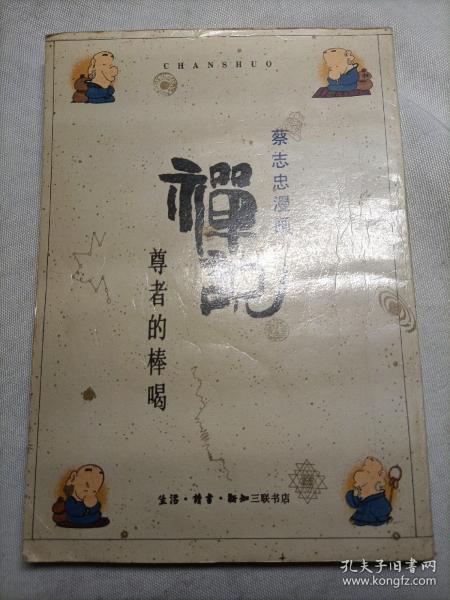 CHANSHUO
蔡志忠漫画
禪說
尊者的棒喝
生活·讀書·新知三联书店
孔夫子旧书网
www.kongfz.com